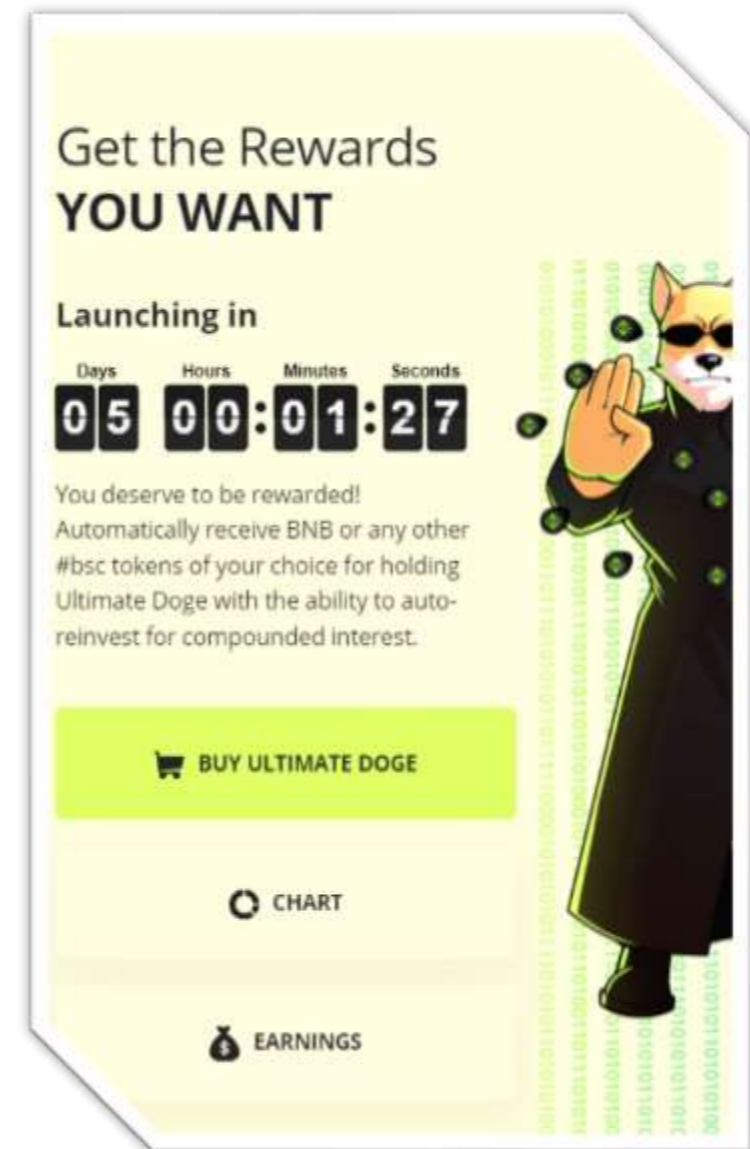 Get the Rewards
YOU WANT
Launching in
Days Hours Minutes Seconds
05 00:01:27
You deserve to be rewarded!
Automatically receive BNB or any other
#bsc tokens of your choice for holding
Ultimate Doge with the ability to auto-
reinvest for compounded interest.
BUY ULTIMATE DOGE
CHART
EARNINGS